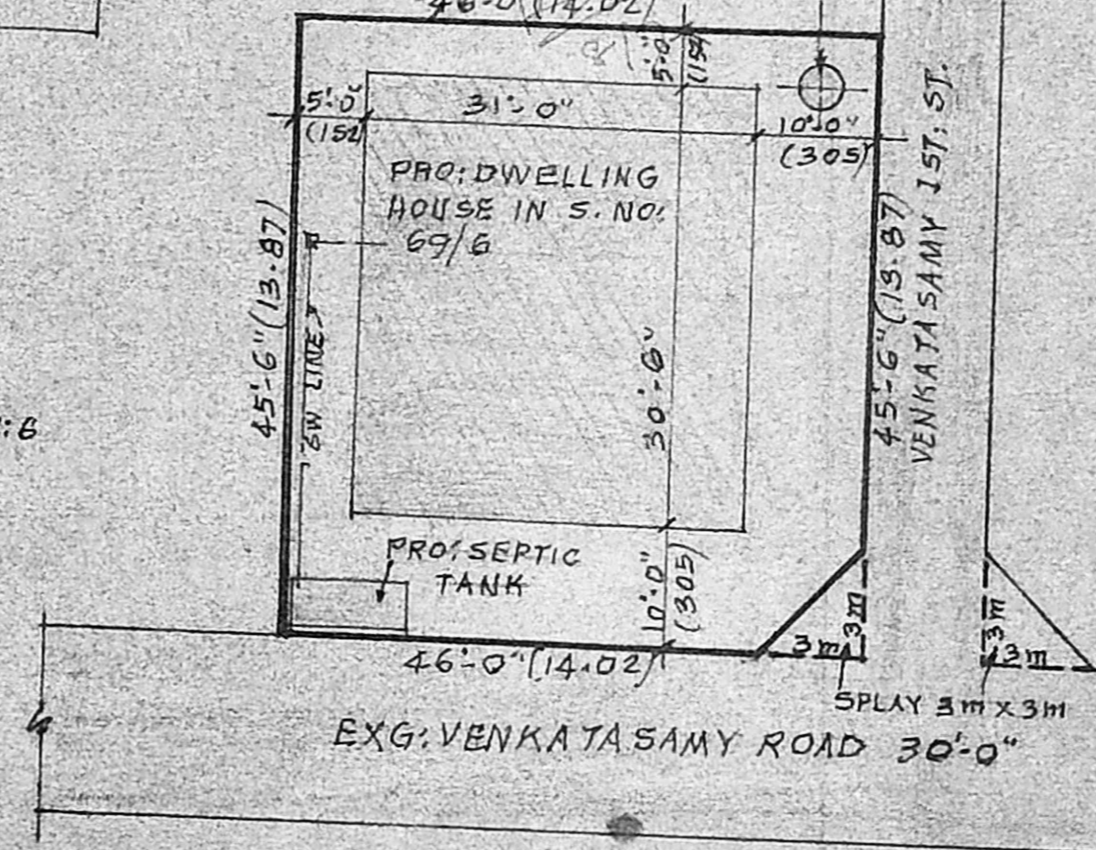 46'-0" (14.02)
5'-0"
(152
5'-0"
(152
31'-0"
10'-0"
(305)
PRO: DWELLING
HOUSE IN S. NO:
69/6
45'-6" (13.87)
SW LINE
30'-6"
45'-6" (13.87)
VENKATASAMY IST: ST.
:6
PRO: SEPTIC
TANK
10'-0"
(305)
3m
3m
3m
3m
46'-0" (14.02)
SPLAY 3m x 3m
EXG: VENKATASAMY ROAD 30'-0"